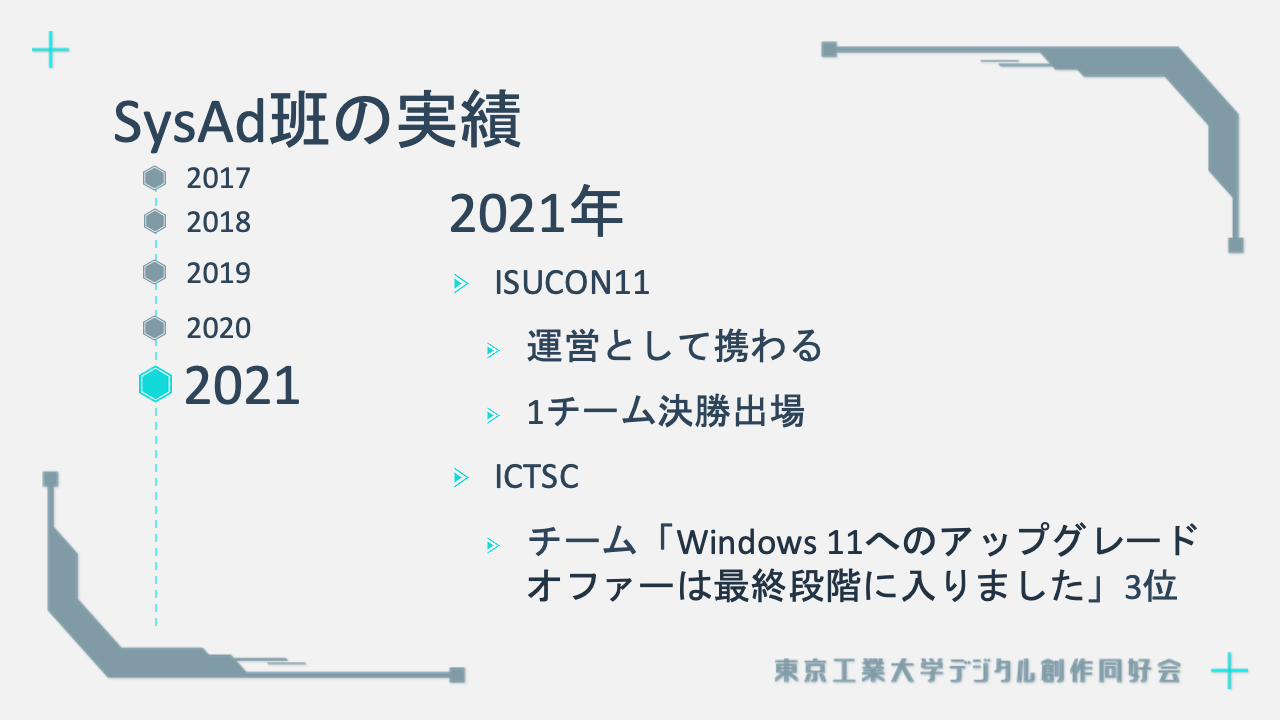 SysAd班の実績
2017
2018
2019
2020
2021
2021年
ISUCON11
運営として携わる
1チーム決勝出場
ICTSC
チーム「Windows 11へのアップグレード
オファーは最終段階に入りました」3位
東京工業大学デジタル創作同好会